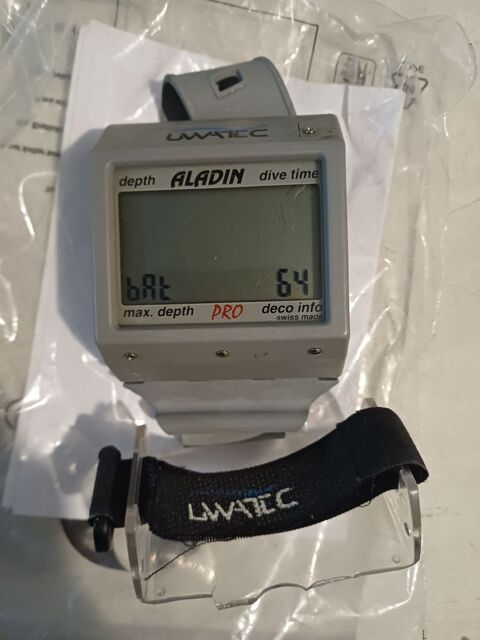 UWATEC
depth ALADIN dive time
bAt 64
max. depth PRO deco info
swiss made
UWATEC